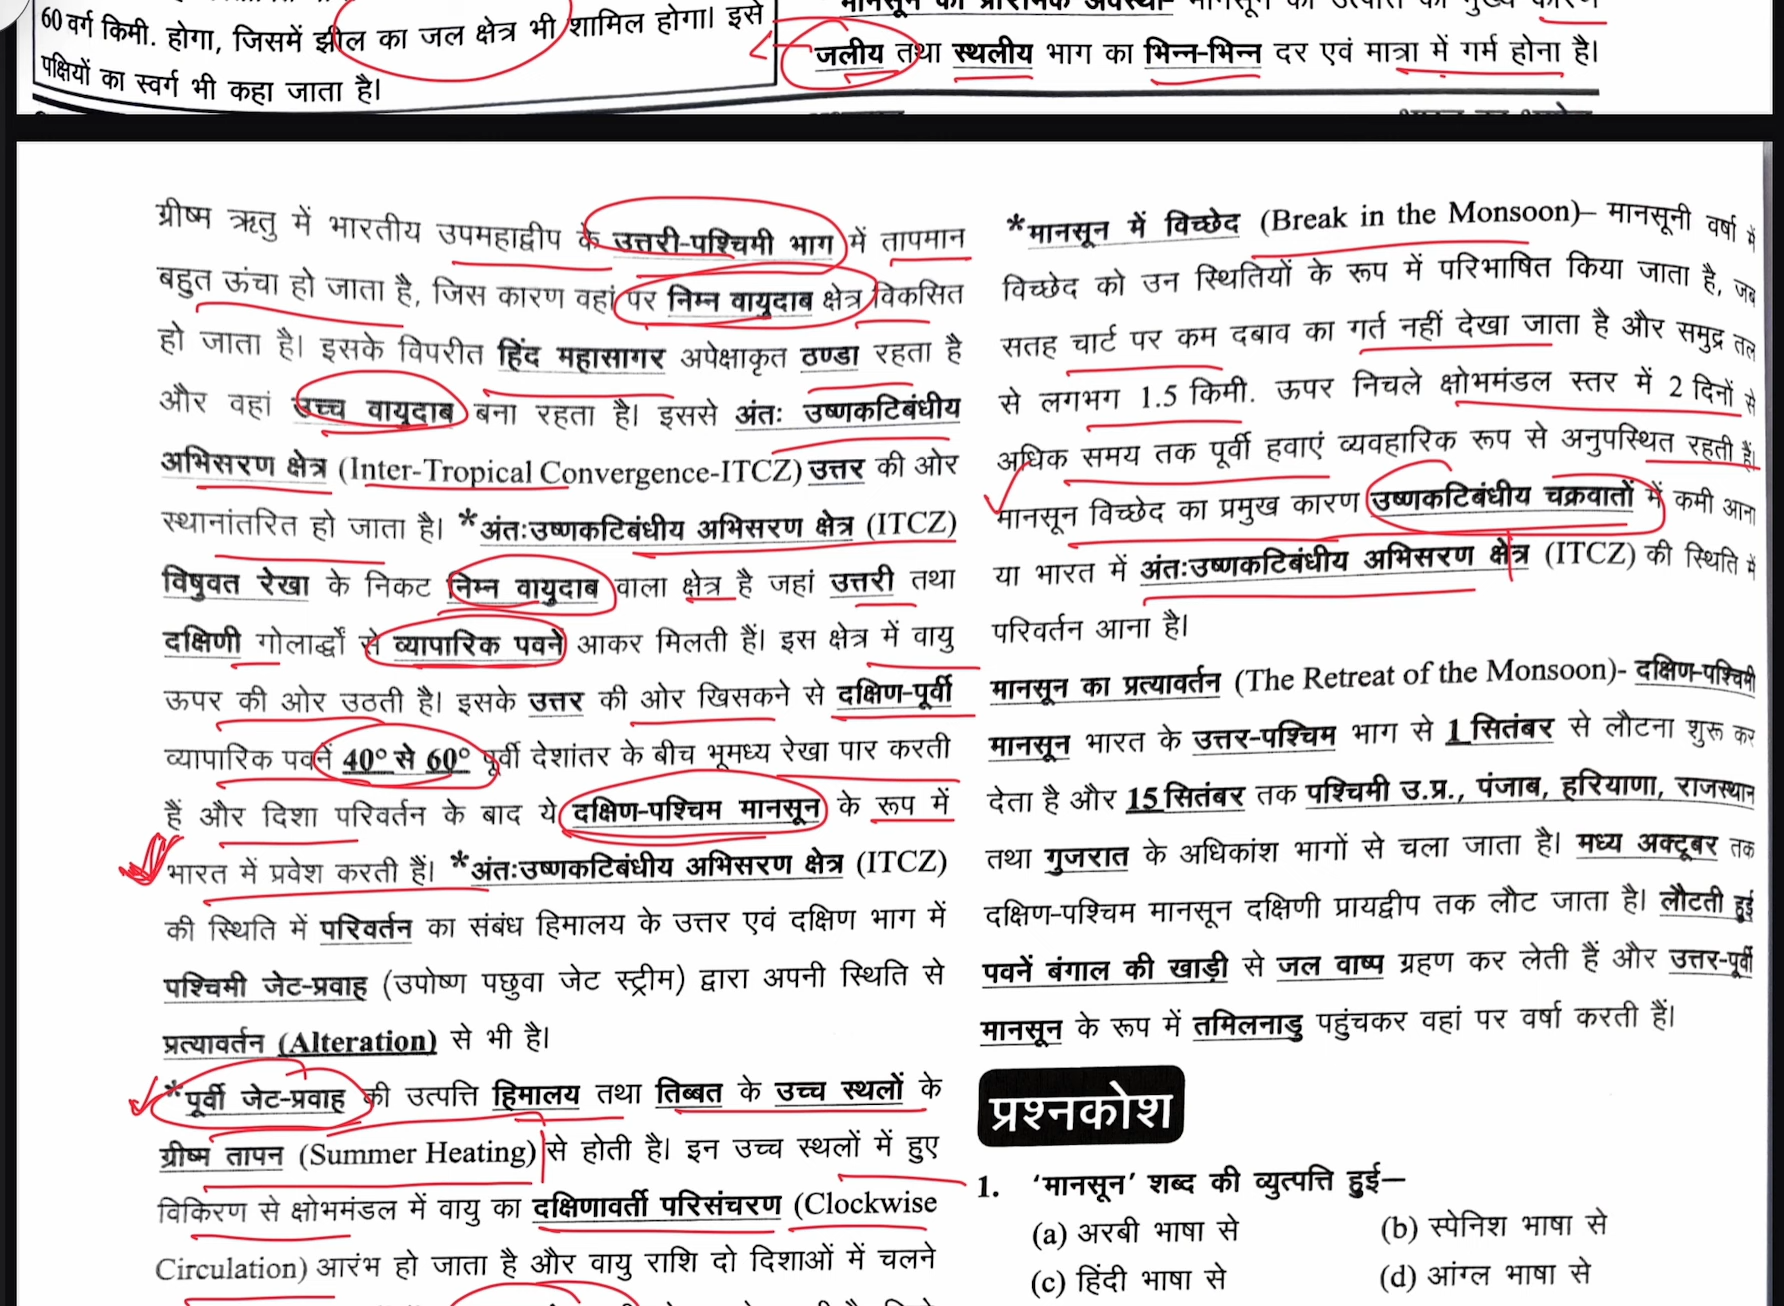 60 वर्ग किमी. होगा, जिसमें झील का जल क्षेत्र भी शामिल होगा। इसे
पक्षियों का स्वर्ग भी कहा जाता है।
जलीय तथा स्थलीय भाग का भिन्न-भिन्न दर एवं मात्रा में गर्म होना है।
ग्रीष्म ऋतु में भारतीय उपमहाद्वीप के उत्तरी-पश्चिमी भाग में तापमान
बहुत ऊंचा हो जाता है, जिस कारण वहां पर निम्न वायुदाब क्षेत्र विकसित
हो जाता है। इसके विपरीत हिंद महासागर अपेक्षाकृत ठण्डा रहता है
और वहां उच्च वायुदाब बना रहता है। इससे अंतः उष्णकटिबंधीय
अभिसरण क्षेत्र (Inter-Tropical Convergence-ITCZ) उत्तर की ओर
स्थानांतरित हो जाता है। *अंतःउष्णकटिबंधीय अभिसरण क्षेत्र (ITCZ)
विषुवत रेखा के निकट निम्न वायुदाब वाला क्षेत्र है जहां उत्तरी तथा
दक्षिणी गोलार्द्धों से व्यापारिक पवनें आकर मिलती हैं। इस क्षेत्र में वायु
ऊपर की ओर उठती है। इसके उत्तर की ओर खिसकने से दक्षिण-पूर्वी
व्यापारिक पवनें 40° से 60° पूर्वी देशांतर के बीच भूमध्य रेखा पार करती
हैं और दिशा परिवर्तन के बाद ये दक्षिण-पश्चिम मानसून के रूप में
भारत में प्रवेश करती हैं। *अंतःउष्णकटिबंधीय अभिसरण क्षेत्र (ITCZ)
की स्थिति में परिवर्तन का संबंध हिमालय के उत्तर एवं दक्षिण भाग में
पश्चिमी जेट-प्रवाह (उपोष्ण पछुवा जेट स्ट्रीम) द्वारा अपनी स्थिति से
प्रत्यावर्तन (Alteration) से भी है।
*पूर्वी जेट-प्रवाह की उत्पत्ति हिमालय तथा तिब्बत के उच्च स्थलों के
ग्रीष्म तापन (Summer Heating) से होती है। इन उच्च स्थलों में हुए
विकिरण से क्षोभमंडल में वायु का दक्षिणावर्ती परिसंचरण (Clockwise
Circulation) आरंभ हो जाता है और वायु राशि दो दिशाओं में चलने
*मानसून में विच्छेद (Break in the Monsoon)– मानसूनी वर्षा में
विच्छेद को उन स्थितियों के रूप में परिभाषित किया जाता है, जब
सतह चार्ट पर कम दबाव का गर्त नहीं देखा जाता है और समुद्र तल
से लगभग 1.5 किमी. ऊपर निचले क्षोभमंडल स्तर में 2 दिनों से
अधिक समय तक पूर्वी हवाएं व्यवहारिक रूप से अनुपस्थित रहती हैं।
मानसून विच्छेद का प्रमुख कारण उष्णकटिबंधीय चक्रवातों में कमी आना
या भारत में अंतःउष्णकटिबंधीय अभिसरण क्षेत्र (ITCZ) की स्थिति में
परिवर्तन आना है।
मानसून का प्रत्यावर्तन (The Retreat of the Monsoon)- दक्षिण-पश्चिमी
मानसून भारत के उत्तर-पश्चिम भाग से 1 सितंबर से लौटना शुरू कर
देता है और 15 सितंबर तक पश्चिमी उ.प्र., पंजाब, हरियाणा, राजस्थान
तथा गुजरात के अधिकांश भागों से चला जाता है। मध्य अक्टूबर तक
दक्षिण-पश्चिम मानसून दक्षिणी प्रायद्वीप तक लौट जाता है। लौटती हुई
पवनें बंगाल की खाड़ी से जल वाष्प ग्रहण कर लेती हैं और उत्तर-पूर्वी
मानसून के रूप में तमिलनाडु पहुंचकर वहां पर वर्षा करती हैं।
प्रश्नकोश
1. ‘मानसून’ शब्द की व्युत्पत्ति हुई–
(a) अरबी भाषा से (b) स्पेनिश भाषा से
(c) हिंदी भाषा से (d) आंग्ल भाषा से